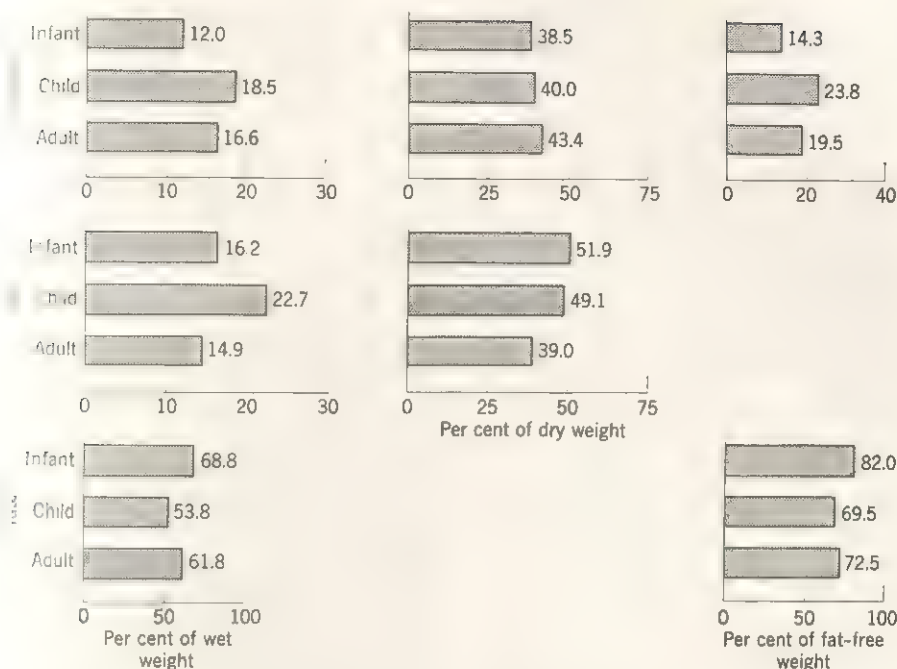 Infant 12.0 38.5 14.3
Child 18.5 40.0 23.8
Adult 16.6 43.4 19.5
0 10 20 30 0 25 50 75 0 20 40
Infant 16.2 51.9
Child 22.7 49.1
Adult 14.9 39.0
0 10 20 30 0 25 50 75
Per cent of dry weight
Infant 68.8 82.0
Child 53.8 69.5
Adult 61.8 72.5
0 50 100 0 50 100
Per cent of wet Per cent of fat-free
weight weight